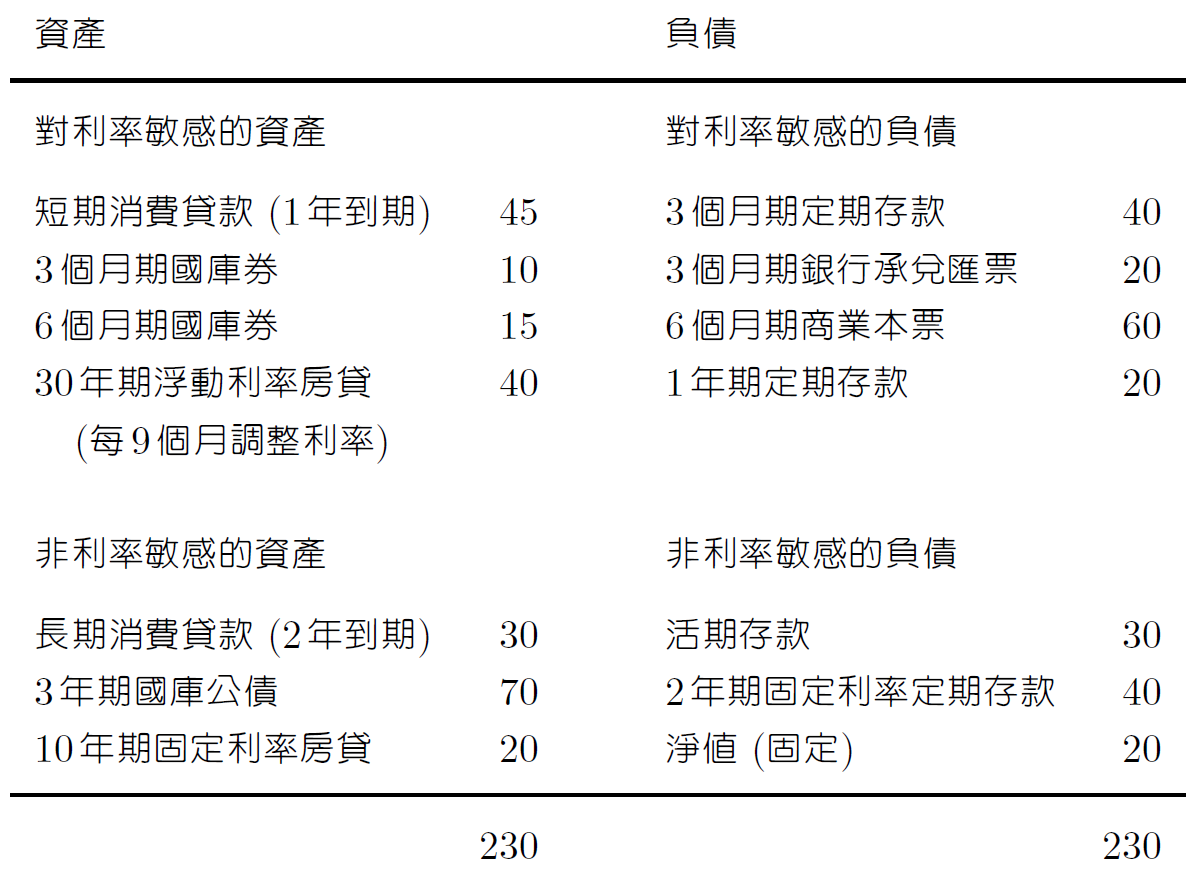 資產 負債
對利率敏感的資產 對利率敏感的負債
短期消費貸款 (1年到期) 45 3個月期定期存款 40
3個月期國庫券 10 3個月期銀行承兌匯票 20
6個月期國庫券 15 6個月期商業本票 60
30年期浮動利率房貸 40 1年期定期存款 20
(每9個月調整利率)
非利率敏感的資產 非利率敏感的負債
長期消費貸款 (2年到期) 30 活期存款 30
3年期國庫公債 70 2年期固定利率定期存款 40
10年期固定利率房貸 20 淨值 (固定) 20
230 230